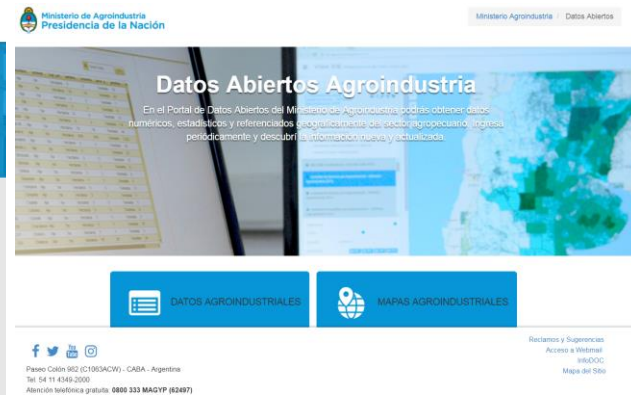 Ministerio de Agroindustria
Presidencia de la Nación
Ministerio Agroindustria / Datos Abiertos
Datos Abiertos Agroindustria
En el Portal de Datos Abiertos del Ministerio de Agroindustria podrás obtener datos
numéricos, estadísticos y referenciados geográficamente del sector agropecuario. Ingresá
periódicamente y descubrí la información nueva y actualizada.
DATOS AGROINDUSTRIALES
MAPAS AGROINDUSTRIALES
Reclamos y Sugerencias
Acceso a Webmail
InfoDOC
Mapa del Sitio
Paseo Colón 982 (C1063ACW) - CABA - Argentina
Tel. 54 11 4349-2000
Atención telefónica gratuita: 0800 333 MAGYP (62497)